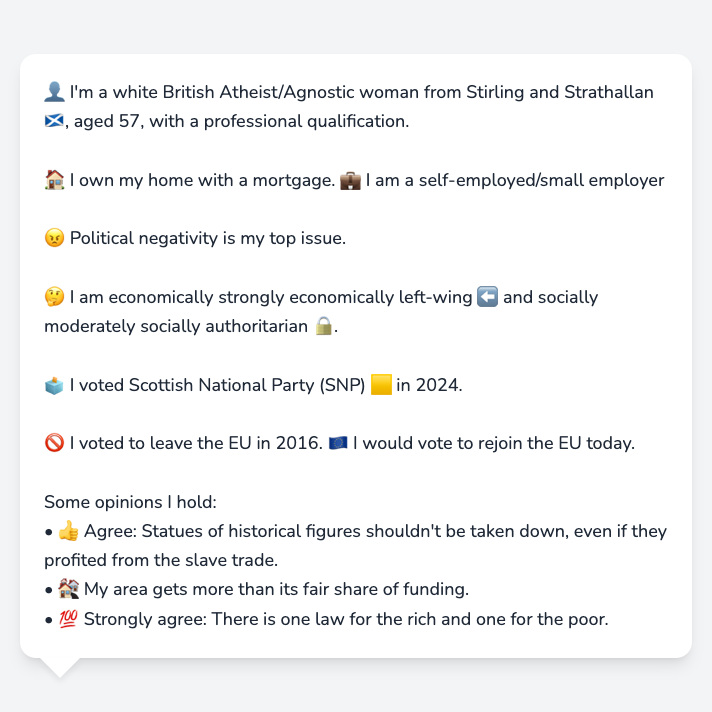 👤 I'm a white British Atheist/Agnostic woman from Stirling and Strathallan
🏴󠁧󠁢󠁳󠁣󠁴󠁿, aged 57, with a professional qualification.
🏠 I own my home with a mortgage. 💼 I am a self-employed/small employer
😠 Political negativity is my top issue.
🤔 I am economically strongly economically left-wing ⬅️ and socially
moderately socially authoritarian 🔒.
🗳️ I voted Scottish National Party (SNP) 🟨 in 2024.
🚫 I voted to leave the EU in 2016. 🇪🇺 I would vote to rejoin the EU today.
Some opinions I hold:
• 👍 Agree: Statues of historical figures shouldn't be taken down, even if they
profited from the slave trade.
• 🏘️ My area gets more than its fair share of funding.
• 💯 Strongly agree: There is one law for the rich and one for the poor.